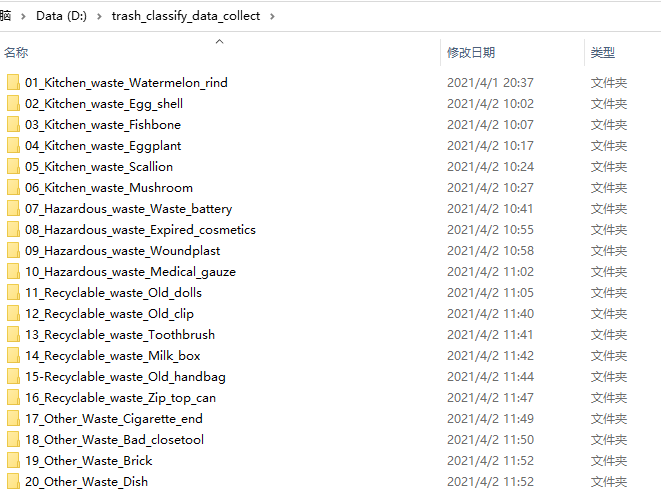 脑 > Data (D:) > trash_classify_data_collect >
名称 修改日期 类型
01_Kitchen_waste_Watermelon_rind 2021/4/1 20:37 文件夹
02_Kitchen_waste_Egg_shell 2021/4/2 10:02 文件夹
03_Kitchen_waste_Fishbone 2021/4/2 10:07 文件夹
04_Kitchen_waste_Eggplant 2021/4/2 10:17 文件夹
05_Kitchen_waste_Scallion 2021/4/2 10:24 文件夹
06_Kitchen_waste_Mushroom 2021/4/2 10:27 文件夹
07_Hazardous_waste_Waste_battery 2021/4/2 10:41 文件夹
08_Hazardous_waste_Expired_cosmetics 2021/4/2 10:55 文件夹
09_Hazardous_waste_Woundplast 2021/4/2 10:58 文件夹
10_Hazardous_waste_Medical_gauze 2021/4/2 11:02 文件夹
11_Recyclable_waste_Old_dolls 2021/4/2 11:05 文件夹
12_Recyclable_waste_Old_clip 2021/4/2 11:40 文件夹
13_Recyclable_waste_Toothbrush 2021/4/2 11:41 文件夹
14_Recyclable_waste_Milk_box 2021/4/2 11:42 文件夹
15-Recyclable_waste_Old_handbag 2021/4/2 11:44 文件夹
16_Recyclable_waste_Zip_top_can 2021/4/2 11:47 文件夹
17_Other_Waste_Cigarette_end 2021/4/2 11:49 文件夹
18_Other_Waste_Bad_closetool 2021/4/2 11:50 文件夹
19_Other_Waste_Brick 2021/4/2 11:52 文件夹
20_Other_Waste_Dish 2021/4/2 11:52 文件夹